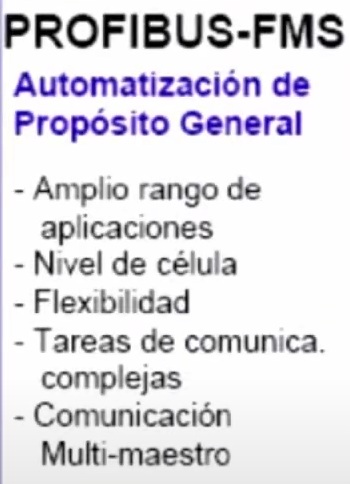 PROFIBUS-FMS
Automatización de
Propósito General
- Amplio rango de
aplicaciones
- Nivel de célula
- Flexibilidad
- Tareas de comunica.
complejas
- Comunicación
Multi-maestro